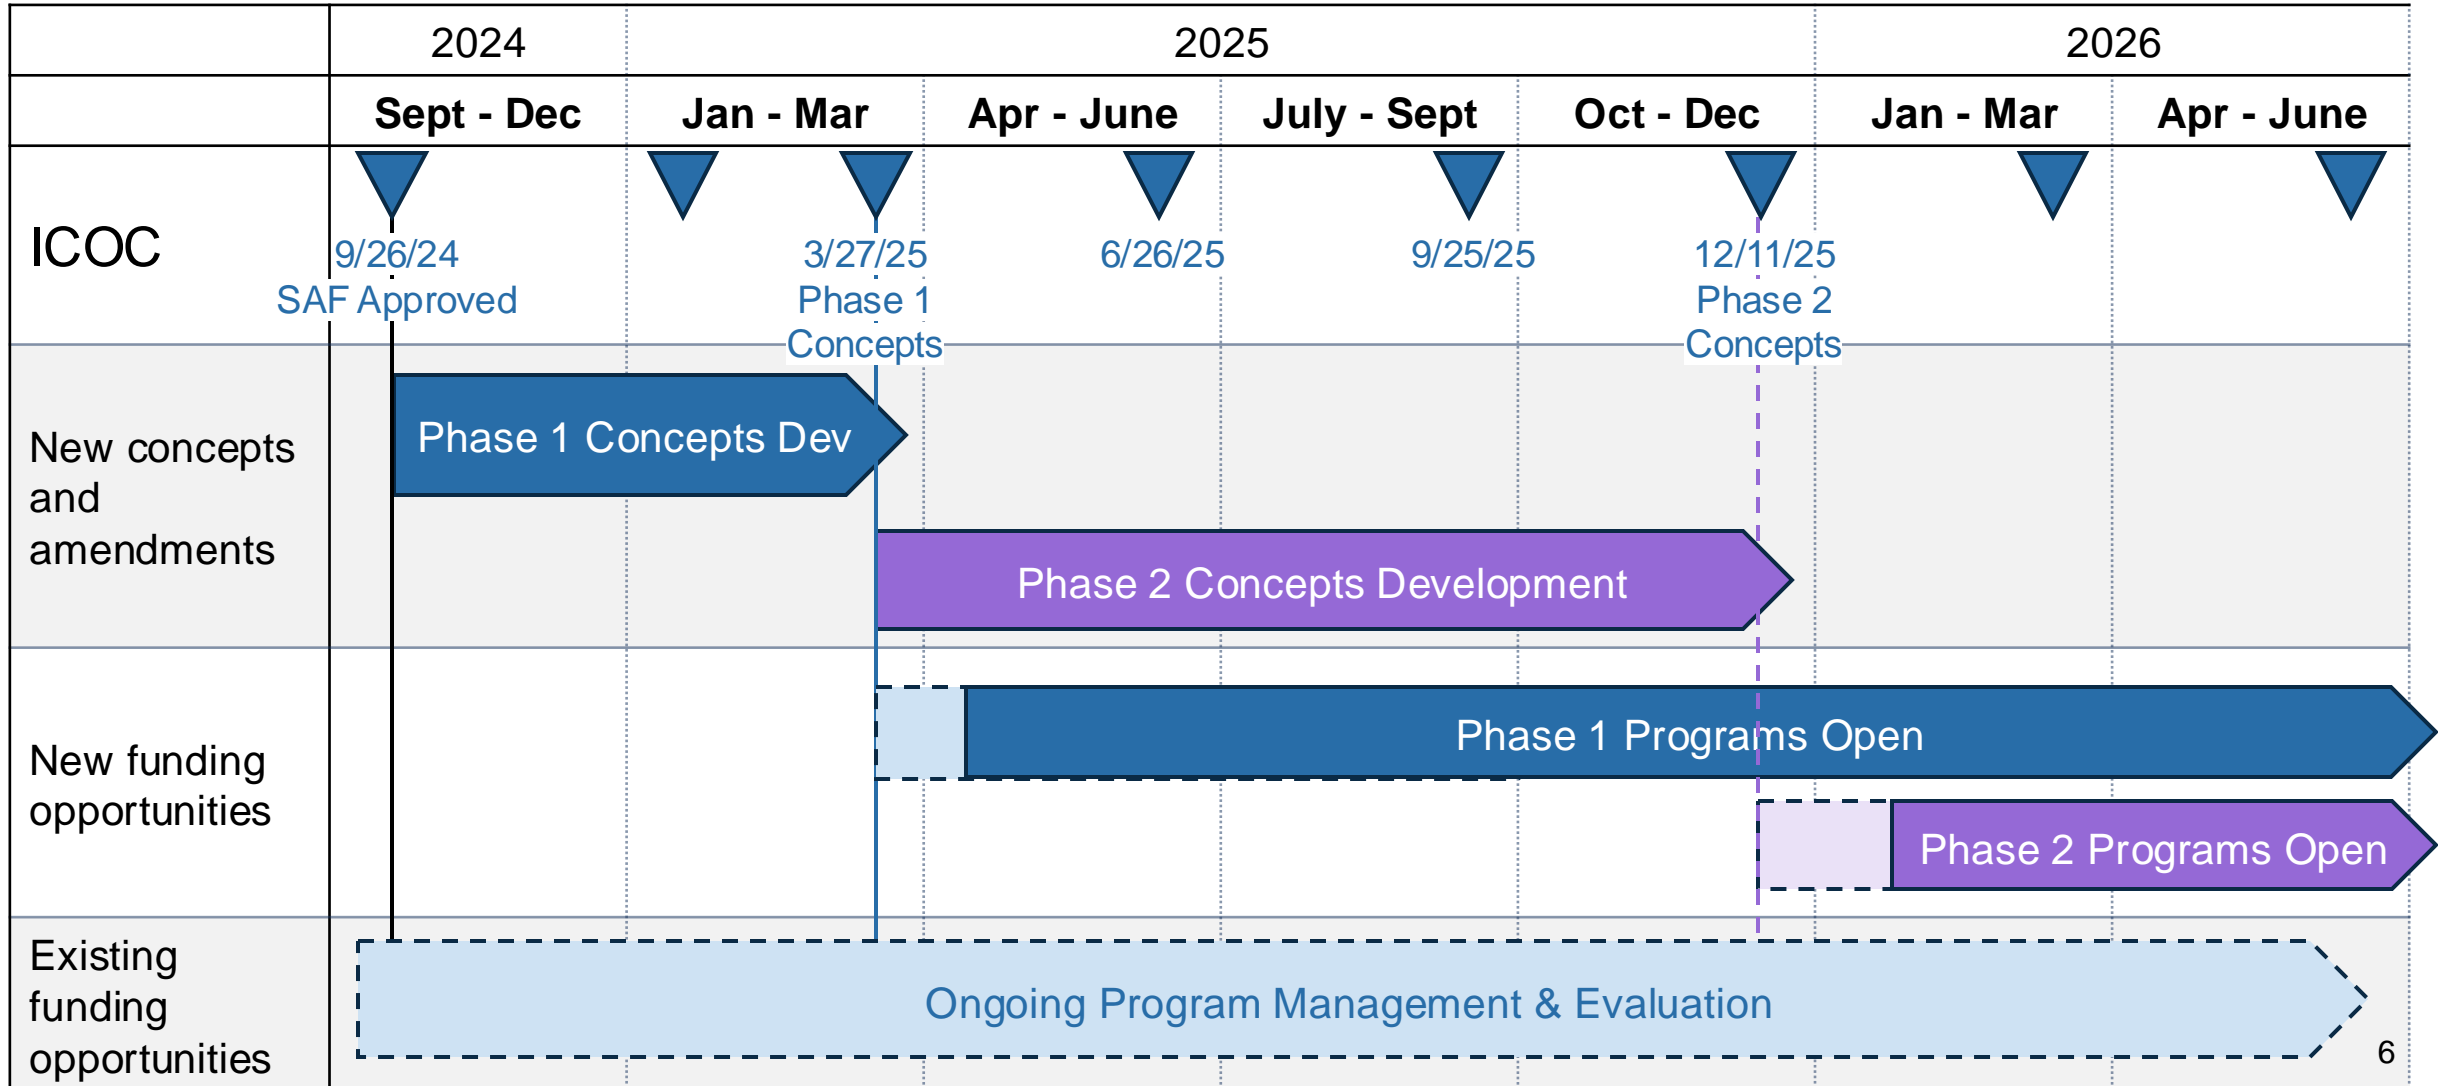 2024
2025
2026
Sept - Dec
Jan - Mar
Apr - June
July - Sept
Oct - Dec
Jan - Mar
Apr - June
ICOC
9/26/24
SAF Approved
3/27/25
Phase 1
Concepts
6/26/25
9/25/25
12/11/25
Phase 2
Concepts
New concepts
and
amendments
Phase 1 Concepts Dev
Phase 2 Concepts Development
New funding
opportunities
Phase 1 Programs Open
Phase 2 Programs Open
Existing
funding
opportunities
Ongoing Program Management & Evaluation
6